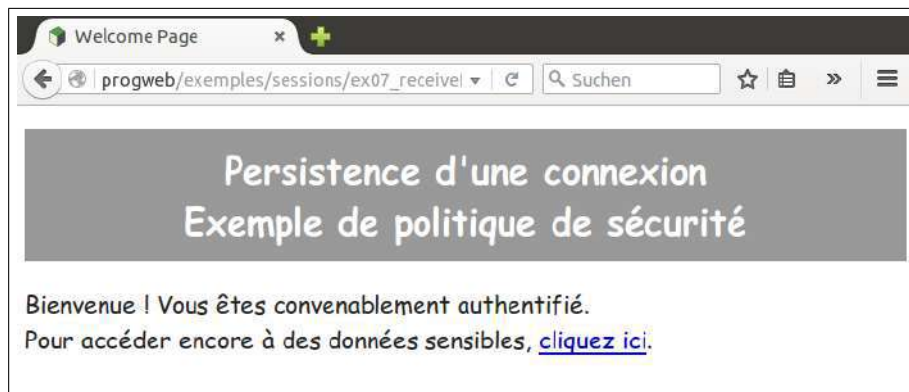 Welcome Page
progweb/exemples/sessions/ex07_receive
Suchen
Persistence d'une connexion
Exemple de politique de sécurité
Bienvenue ! Vous êtes convenablement authentifié.
Pour accéder encore à des données sensibles, cliquez ici.